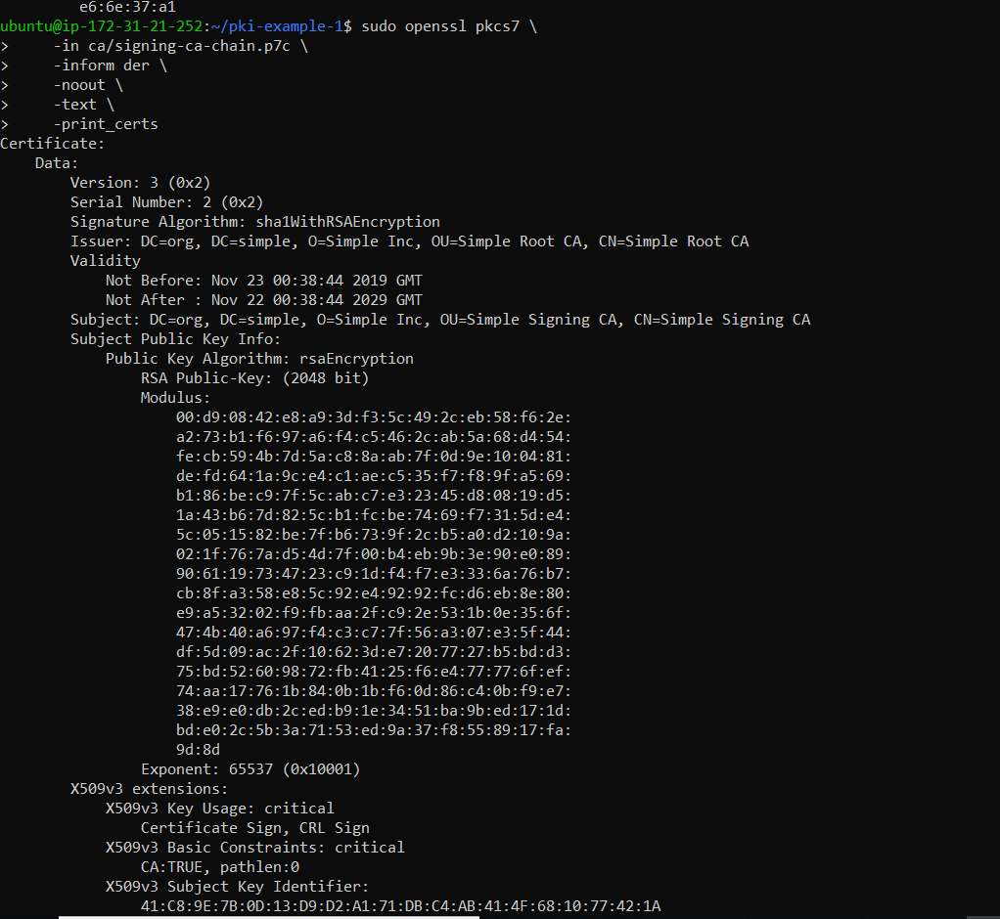 e6:6e:37:a1
ubuntu@ip-172-31-21-252:~/pki-example-1$ sudo openssl pkcs7 \
>     -in ca/signing-ca-chain.p7c \
>     -inform der \
>     -noout \
>     -text \
>     -print_certs
Certificate:
    Data:
        Version: 3 (0x2)
        Serial Number: 2 (0x2)
        Signature Algorithm: sha1WithRSAEncryption
        Issuer: DC=org, DC=simple, O=Simple Inc, OU=Simple Root CA, CN=Simple Root CA
        Validity
            Not Before: Nov 23 00:38:44 2019 GMT
            Not After : Nov 22 00:38:44 2029 GMT
        Subject: DC=org, DC=simple, O=Simple Inc, OU=Simple Signing CA, CN=Simple Signing CA
        Subject Public Key Info:
            Public Key Algorithm: rsaEncryption
                RSA Public-Key: (2048 bit)
                Modulus:
                    00:d9:08:42:e8:a9:3d:f3:5c:49:2c:eb:58:f6:2e:
                    a2:73:b1:f6:97:a6:f4:c5:46:2c:ab:5a:68:d4:54:
                    fe:cb:59:4b:7d:5a:c8:8a:ab:7f:0d:9e:10:04:81:
                    de:fd:64:1a:9c:e4:c1:ae:c5:35:f7:f8:9f:a5:69:
                    b1:86:be:c9:7f:5c:ab:c7:e3:23:45:d8:08:19:d5:
                    1a:43:b6:7d:82:5c:b1:fc:be:74:69:f7:31:5d:e4:
                    5c:05:15:82:be:7f:b6:73:9f:2c:b5:a0:d2:10:9a:
                    02:1f:76:7a:d5:4d:7f:00:b4:eb:9b:3e:90:e0:89:
                    90:61:19:73:47:23:c9:1d:f4:f7:e3:33:6a:76:b7:
                    cb:8f:a3:58:e8:5c:92:e4:92:92:fc:d6:eb:8e:80:
                    e9:a5:32:02:f9:fb:aa:2f:c9:2e:53:1b:0e:35:6f:
                    47:4b:40:a6:97:f4:c3:c7:7f:56:a3:07:e3:5f:44:
                    df:5d:09:ac:2f:10:62:3d:e7:20:77:27:b5:bd:d3:
                    75:bd:52:60:98:72:fb:41:25:f6:e4:77:77:6f:ef:
                    74:aa:17:76:1b:84:0b:1b:f6:0d:86:c4:0b:f9:e7:
                    38:e9:e0:db:2c:ed:b9:1e:34:51:ba:9b:ed:17:1d:
                    bd:e0:2c:5b:3a:71:53:ed:9a:37:f8:55:89:17:fa:
                    9d:8d
                Exponent: 65537 (0x10001)
        X509v3 extensions:
            X509v3 Key Usage: critical
                Certificate Sign, CRL Sign
            X509v3 Basic Constraints: critical
                CA:TRUE, pathlen:0
            X509v3 Subject Key Identifier:
                41:C8:9E:7B:0D:13:D9:D2:A1:71:DB:C4:AB:41:4F:68:10:77:42:1A